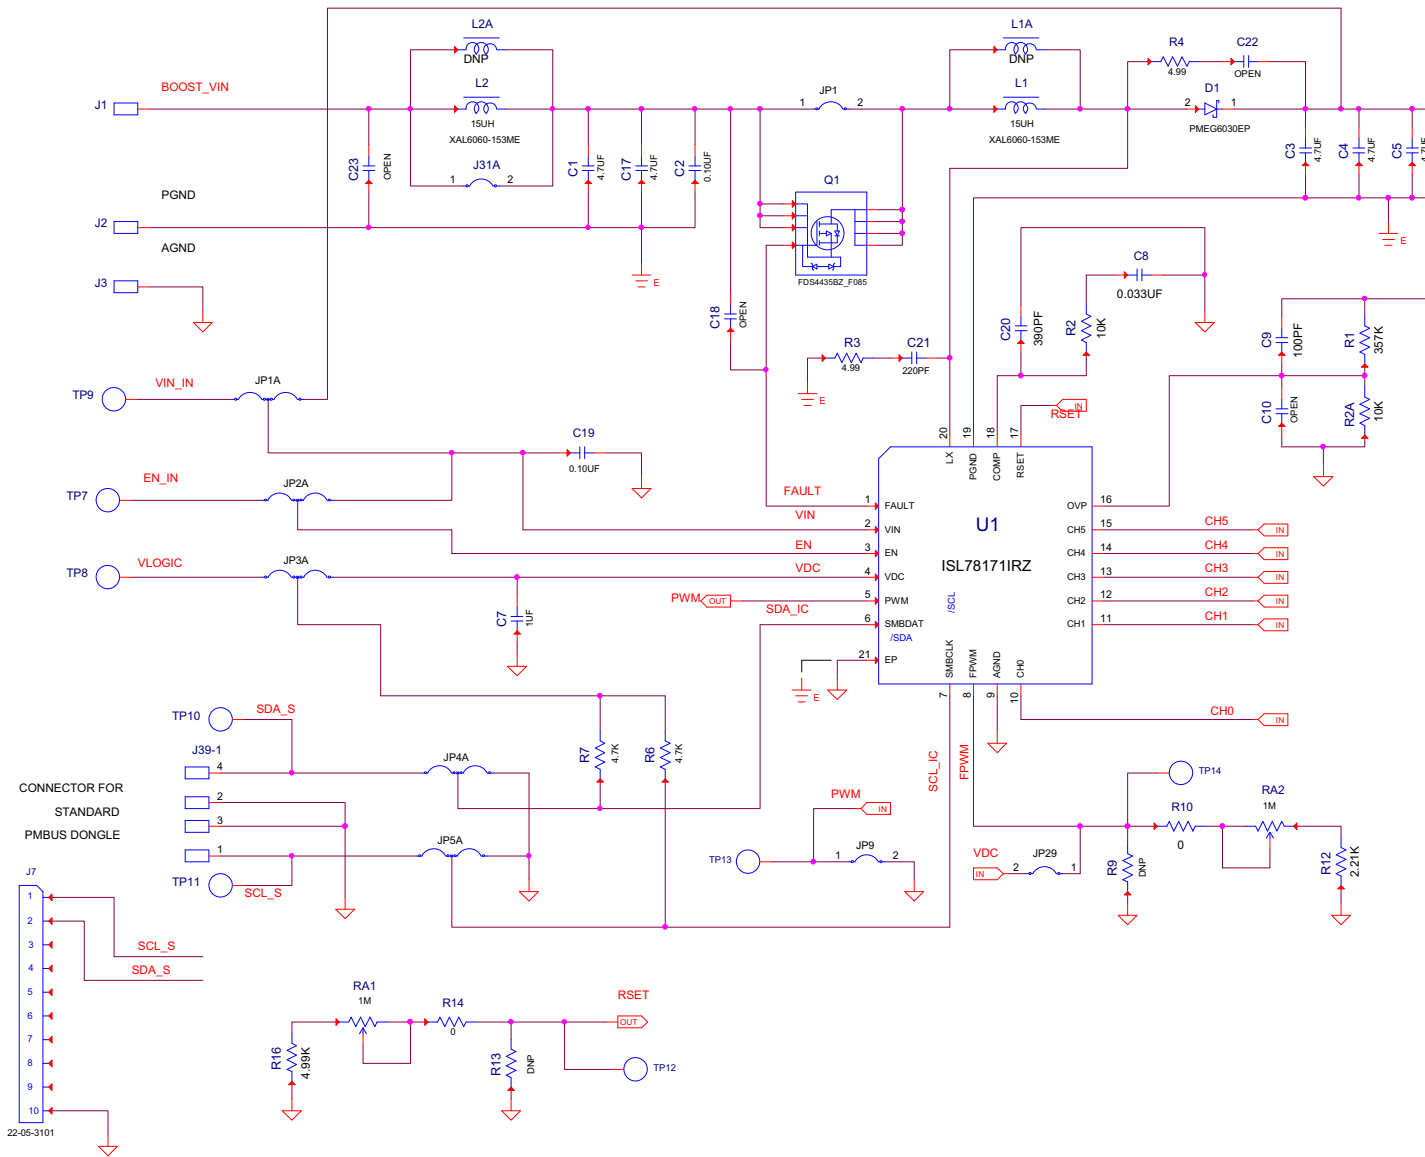 L2A
DNP
L2
15UH
XAL6060-153ME
J31A
1 2
J1
BOOST_VIN
PGND
J2
AGND
J3
C23
OPEN
C1
4.7UF
C17
4.7UF
C2
0.10UF
E
JP1
1 2
L1A
DNP
L1
15UH
XAL6060-153ME
R4
4.99
C22
OPEN
D1
2 1
PMEG6030EP
C3
4.7UF
C4
4.7UF
C5
4.7UF
E
Q1
FDS4435BZ_F085
C18
OPEN
R3
4.99
C21
220PF
E
C20
390PF
R2
10K
C8
0.033UF
C9
100PF
R1
357K
C10
OPEN
R2A
10K
TP9
VIN_IN
JP1A
C19
0.10UF
TP7
EN_IN
JP2A
TP8
VLOGIC
JP3A
C7
1UF
RSET
IN
20
LX
19
PGND
18
COMP
17
RSET
FAULT
1 FAULT
VIN
2 VIN
EN
3 EN
VDC
4 VDC
PWM
OUT
5 PWM
SDA_IC
6 SMBDAT
/SDA
21 EP
E
U1
ISL78171IRZ
/SCL
OVP 16
CH5 15 CH5 IN
CH4 14 CH4 IN
CH3 13 CH3 IN
CH2 12 CH2 IN
CH1 11 CH1 IN
SMBCLK
7
FPWM
8
AGND
9
CH0
10
CH0 IN
SCL_IC
FPWM
TP10
SDA_S
J39-1
4
2
3
1
CONNECTOR FOR
STANDARD
PMBUS DONGLE
TP11
SCL_S
JP4A
JP5A
R7
4.7K
R6
4.7K
PWM
IN
TP13
JP9
1 2
TP14
VDC
IN
JP29
2 1
R9
DNP
R10
0
RA2
1M
R12
2.21K
J7
1
2
3
4
5
6
7
8
9
10
22-05-3101
SCL_S
SDA_S
R16
4.99K
RA1
1M
R14
0
R13
DNP
RSET
OUT
TP12